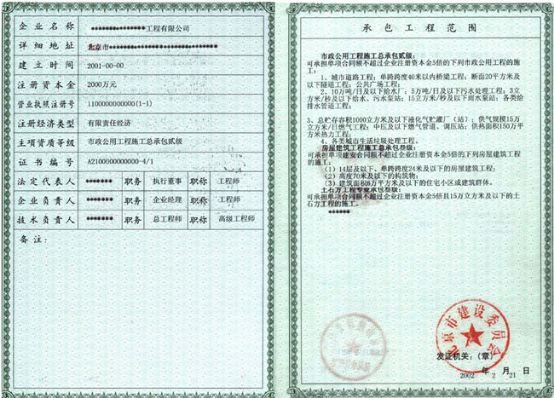 企业名称 ***************工程有限公司
详细地址 北京市*****************
建立时间 2001-00-00
注册资本金 2000万元
营业执照注册号 1100000000000(1-1)
注册经济类型 有限责任经济
主项资质等级 市政公用工程施工总承包贰级
证书编号 A2100000000000-4/1
法定代表人 ****** 职务 执行董事 职称 工程师
企业负责人 ****** 职务 企业经理 职称 工程师
技术负责人 ****** 职务 总工程师 职称 高级工程师
备注:
承包工程范围
市政公用工程施工总承包贰级:
可承担单项合同额不超过企业注册资本金5倍的下列市政公用工程的施
工:
1、城市道路工程;单跨跨度40米以内桥梁工程;断面20平方米及
以下隧道工程;公共广场工程;
2、10万吨/日及以下给水厂;5万吨/日及以下污水处理工程;3立
方米/秒及以下给水、污水泵站;15立方米/秒及以下雨水泵站;各类给
排水管道工程;
3、总贮存容积1000立方米及以下液化气贮罐厂(站);供气规模15万
立方米/日燃气工程;中压及以下燃气管道、调压站;供热面积150万平
方米热力工程;
4、各类城市生活垃圾处理工程。
房屋建筑工程施工总承包叁级:
可承担单项建安合同额不超过企业注册资本金5倍的下列房屋建筑工程
的施工:
(1)14层及以下、单跨跨度24米及以下的房屋建筑工程;
(2)高度70米及以下的构筑物;
(3)建筑面积6万平方米及以下的住宅小区或建筑群体。
土石方工程专业承包叁级:
可承担单项合同额不超过企业注册资本金5倍且15万立方米及以下的土
石方工程的施工。
******
北京市建设委员会
发证机关:(章)
2002 年 2 月 21 日